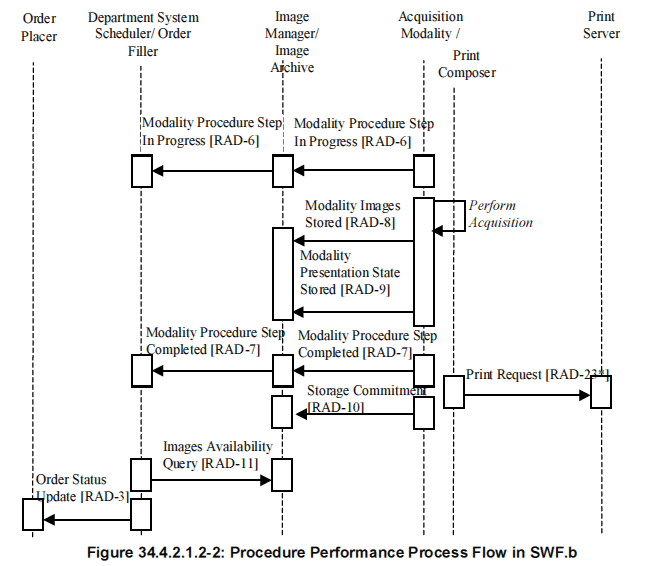 Order
Placer
Department System
Scheduler/ Order
Filler
Image
Manager/
Image
Archive
Acquisition
Modality /
Print
Composer
Print
Server
Modality Procedure Step
In Progress [RAD-6]
Modality Procedure Step
In Progress [RAD-6]
Perform
Acquisition
Modality Images
Stored [RAD-8]
Modality
Presentation State
Stored [RAD-9]
Modality Procedure Step
Completed [RAD-7]
Modality Procedure Step
Completed [RAD-7]
Print Request [RAD-23]
Storage Commitment
[RAD-10]
Images Availability
Query [RAD-11]
Order Status
Update [RAD-3]
Figure 34.4.2.1.2-2: Procedure Performance Process Flow in SWF.b